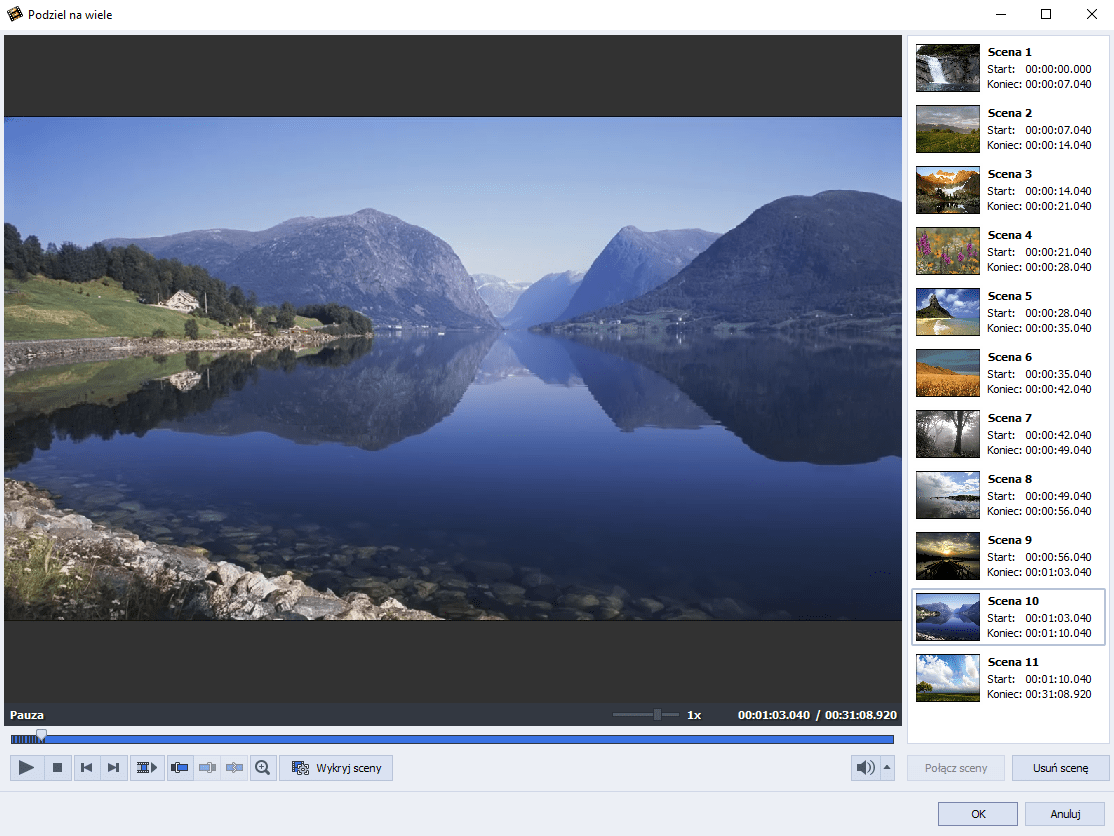 Podziel na wiele
Scena 1
Start: 00:00:00.000
Koniec: 00:00:07.040
Scena 2
Start: 00:00:07.040
Koniec: 00:00:14.040
Scena 3
Start: 00:00:14.040
Koniec: 00:00:21.040
Scena 4
Start: 00:00:21.040
Koniec: 00:00:28.040
Scena 5
Start: 00:00:28.040
Koniec: 00:00:35.040
Scena 6
Start: 00:00:35.040
Koniec: 00:00:42.040
Scena 7
Start: 00:00:42.040
Koniec: 00:00:49.040
Scena 8
Start: 00:00:49.040
Koniec: 00:00:56.040
Scena 9
Start: 00:00:56.040
Koniec: 00:01:03.040
Scena 10
Start: 00:01:03.040
Koniec: 00:01:10.040
Scena 11
Start: 00:01:10.040
Koniec: 00:31:08.920
Pauza 1x 00:01:03.040 / 00:31:08.920
Wykryj sceny Połącz sceny Usuń scenę
OK Anuluj